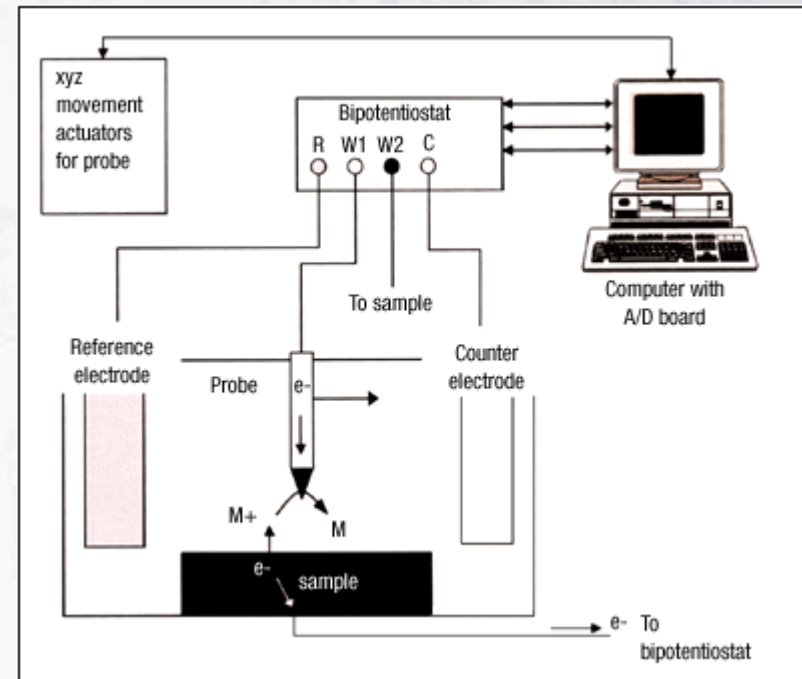 xyz
movement
actuators
for probe
Bipotentiostat
R W1 W2 C
To sample
Computer with
A/D board
Reference
electrode
Probe
e-
Counter
electrode
M+
M
e-
sample
e- To
bipotentiostat